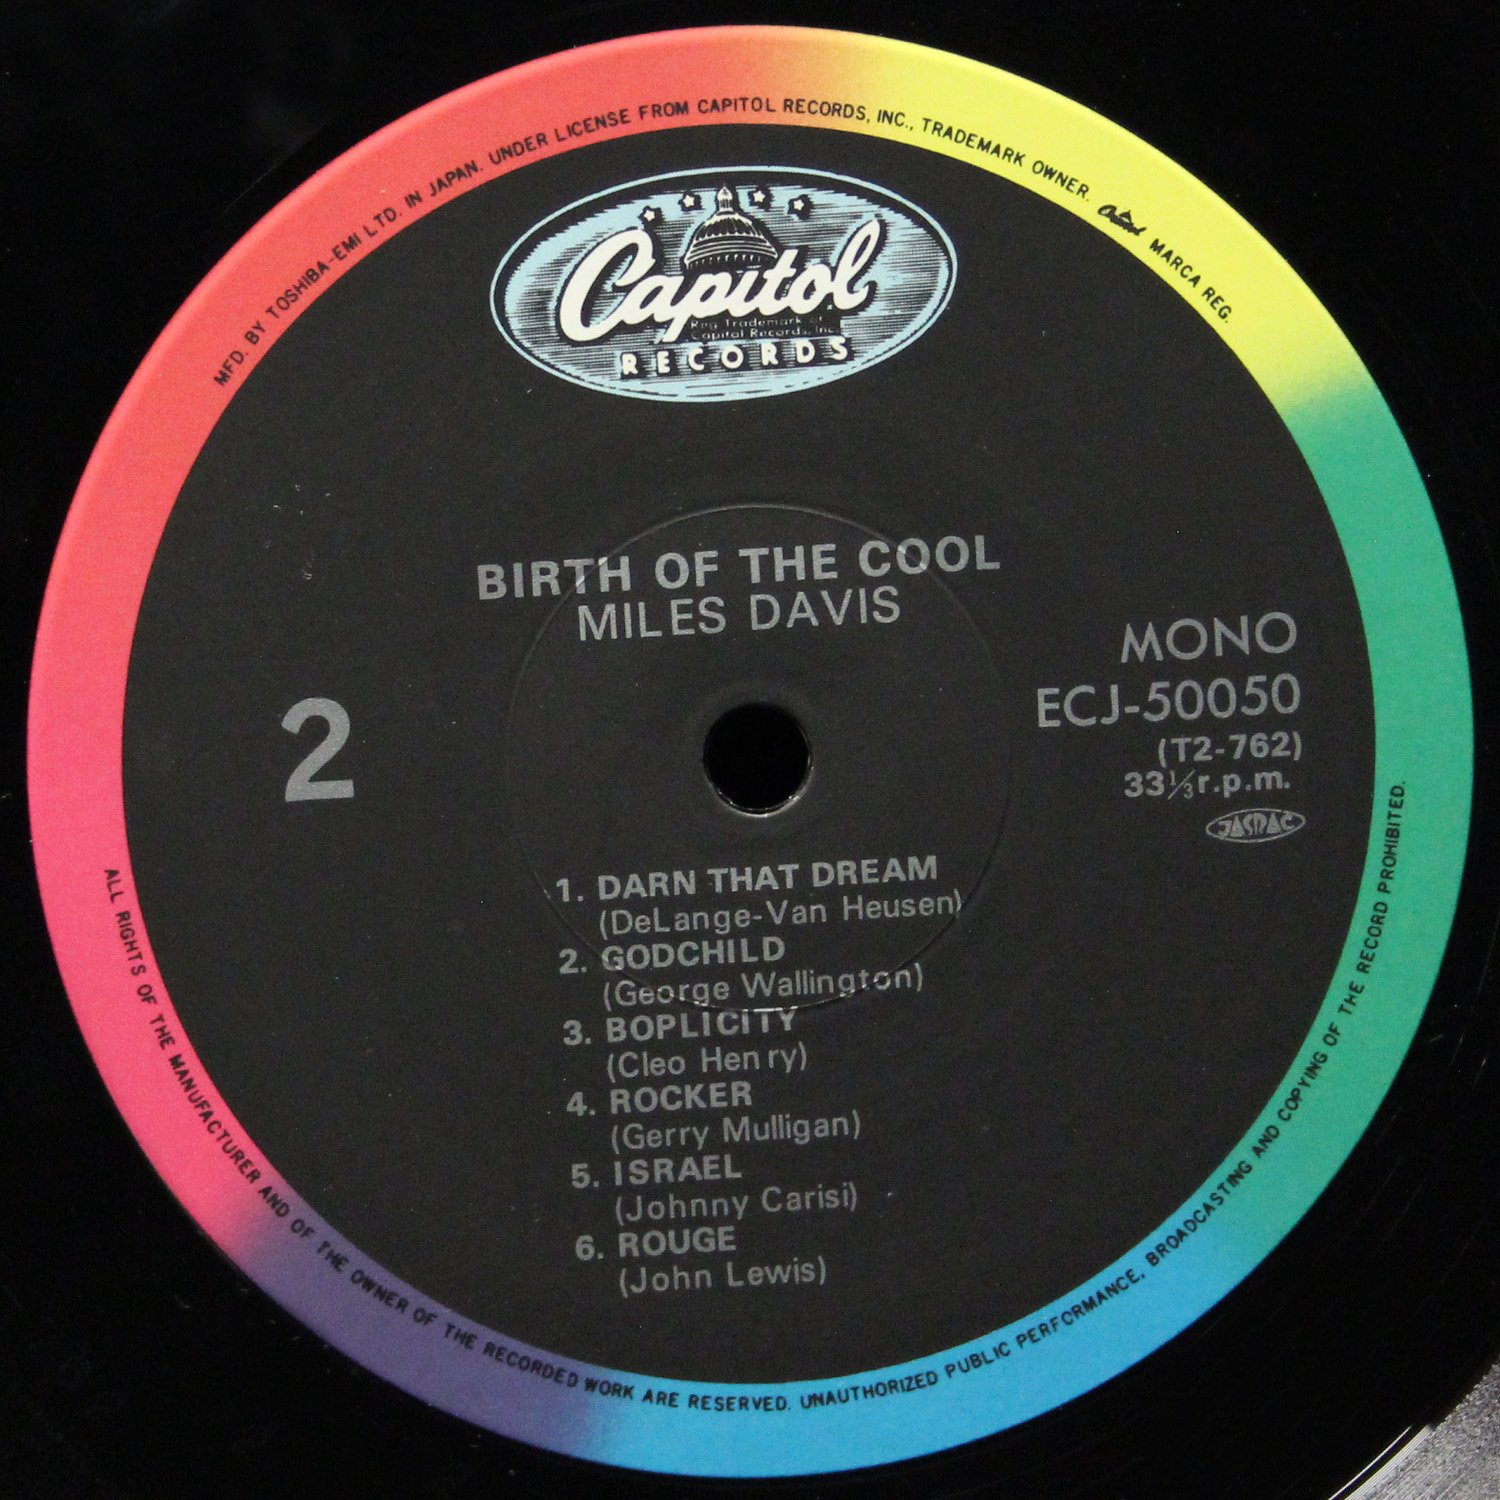 MFD. BY TOSHIBA-EMI LTD. IN JAPAN. UNDER LICENSE FROM CAPITOL RECORDS, INC., TRADEMARK OWNER. Capitol MARCA REG.
Capitol
Reg. Trademark of
Capitol Records, Inc.
RECORDS
BIRTH OF THE COOL
MILES DAVIS
MONO
ECJ-50050
(T2-762)
33⅓r.p.m.
JASRAC
2
1. DARN THAT DREAM
(DeLange-Van Heusen)
2. GODCHILD
(George Wallington)
3. BOPLICITY
(Cleo Henry)
4. ROCKER
(Gerry Mulligan)
5. ISRAEL
(Johnny Carisi)
6. ROUGE
(John Lewis)
ALL RIGHTS OF THE MANUFACTURER AND OF THE OWNER OF THE RECORDED WORK ARE RESERVED. UNAUTHORIZED PUBLIC PERFORMANCE, BROADCASTING AND COPYING OF THE RECORD PROHIBITED.